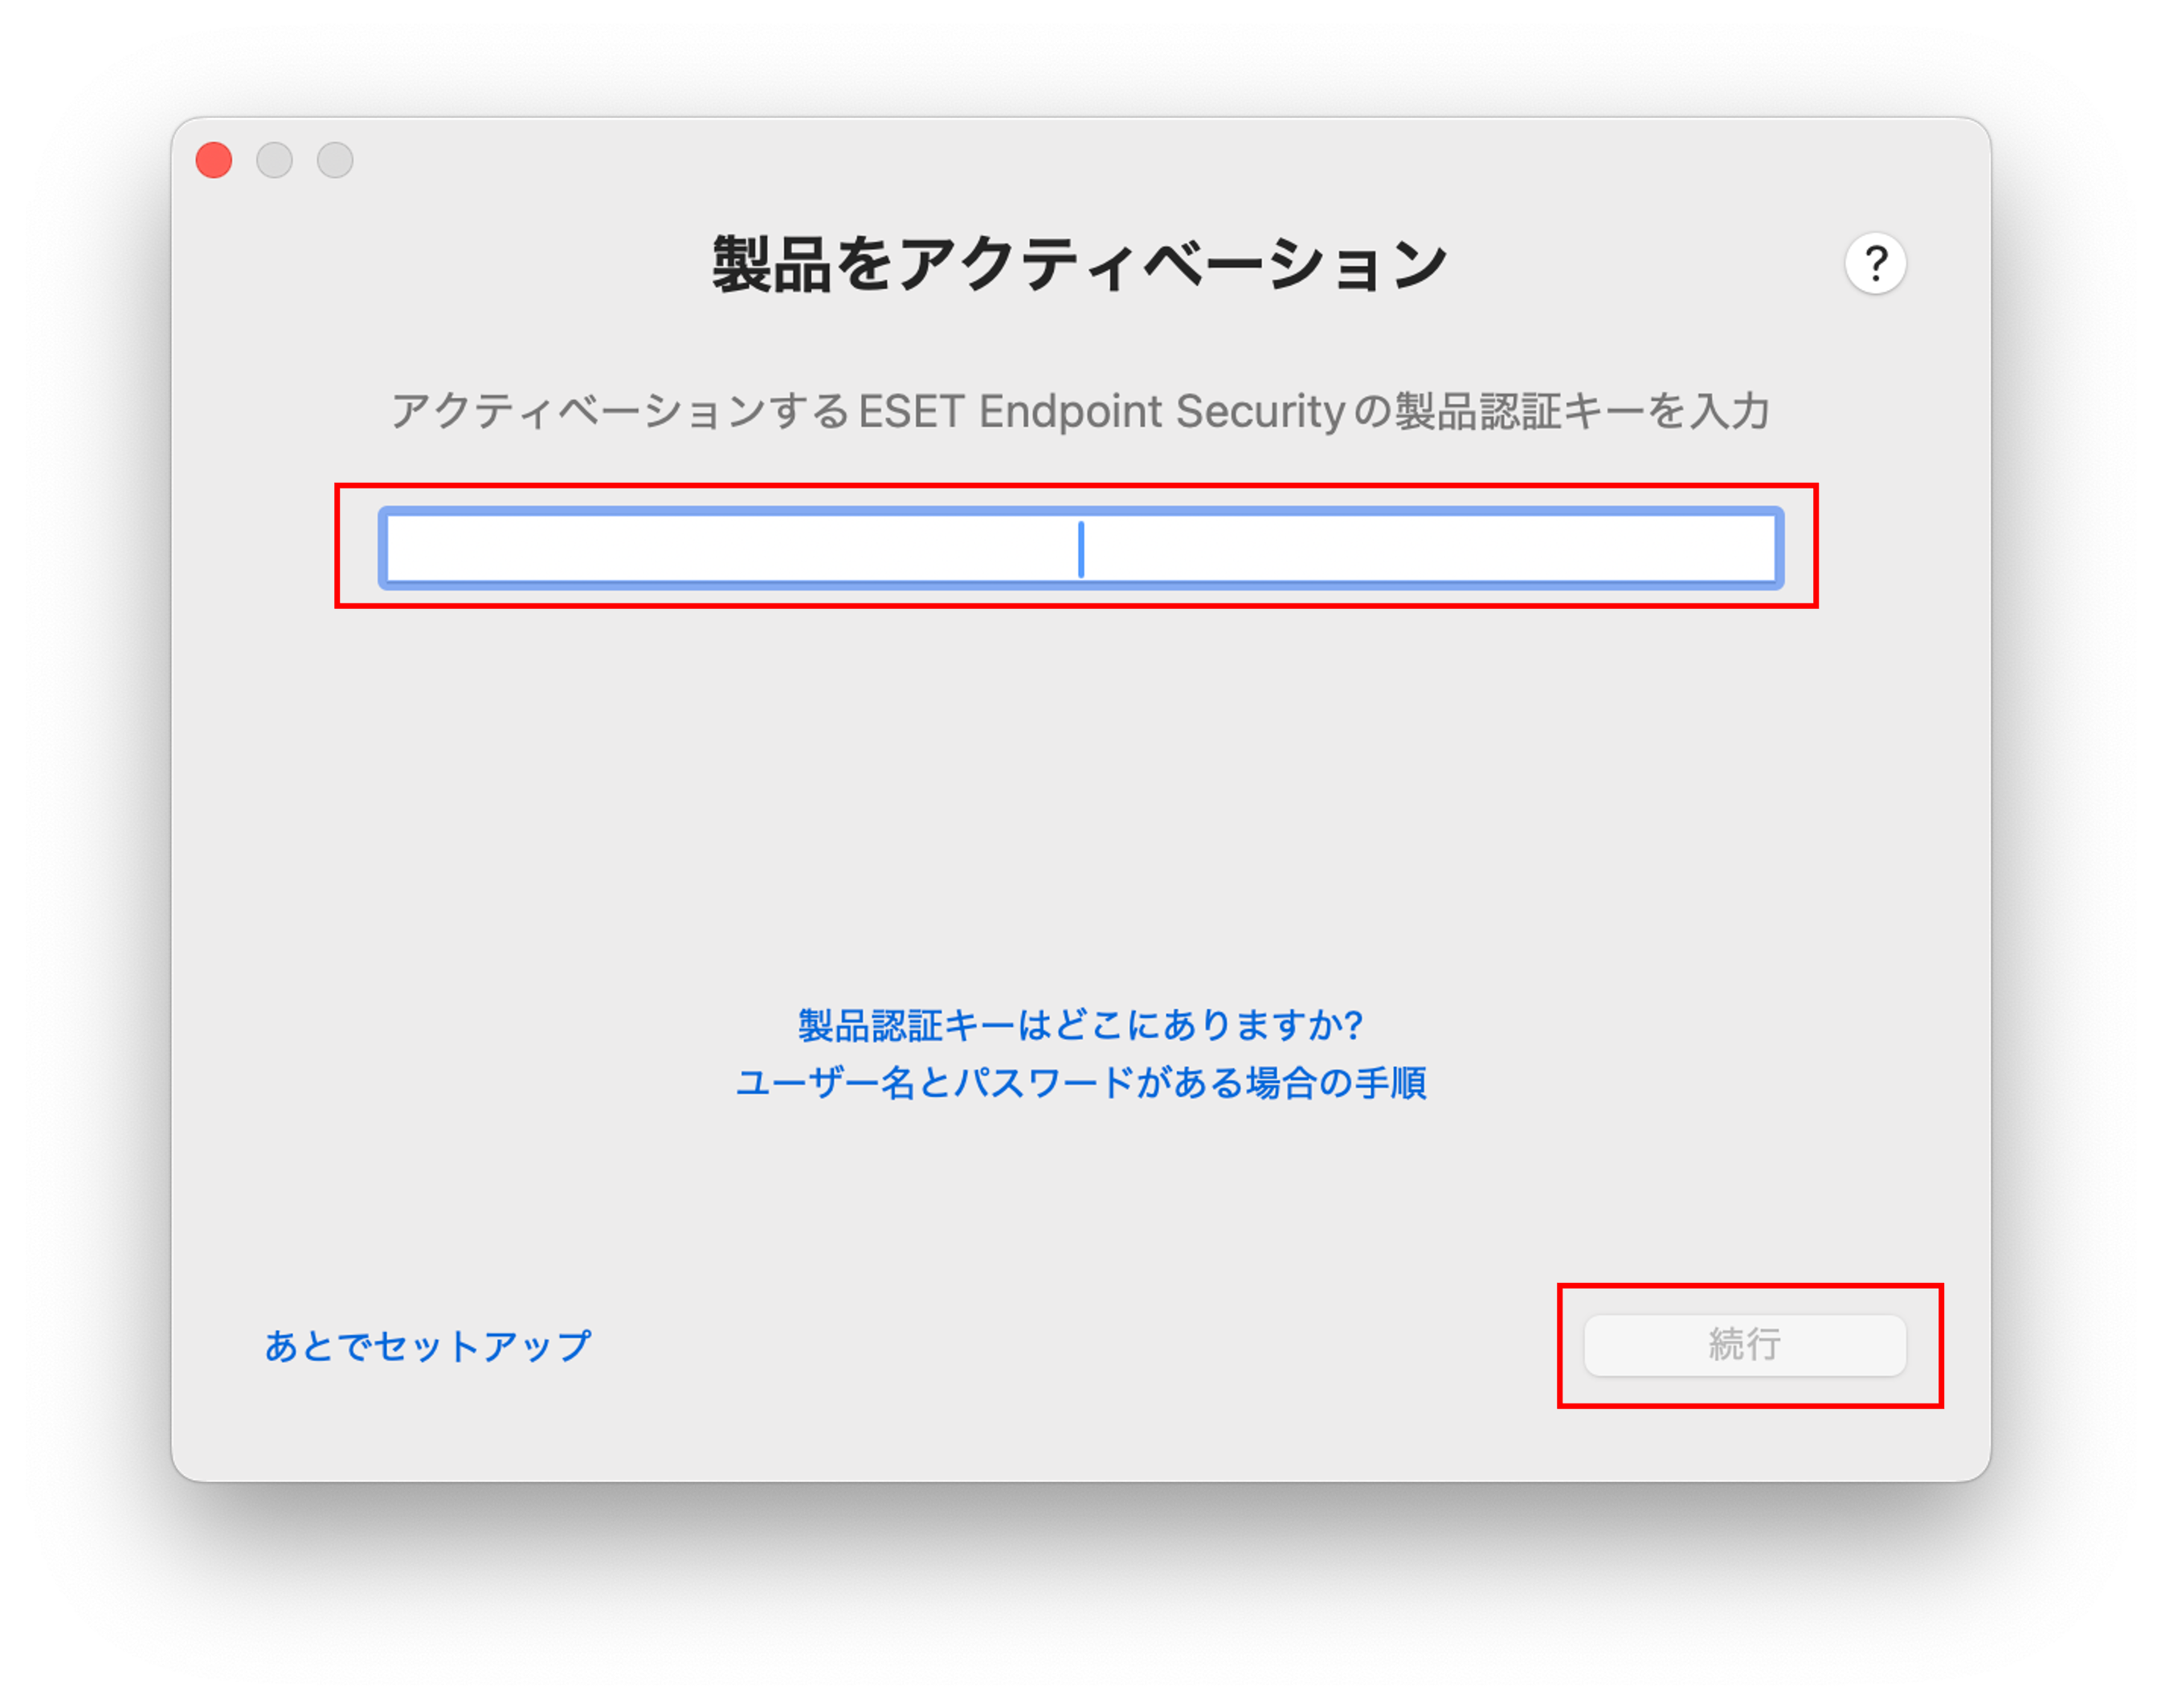 製品をアクティベーション
?
アクティベーションするESET Endpoint Securityの製品認証キーを入力
製品認証キーはどこにありますか?
ユーザー名とパスワードがある場合の手順
あとでセットアップ
続行